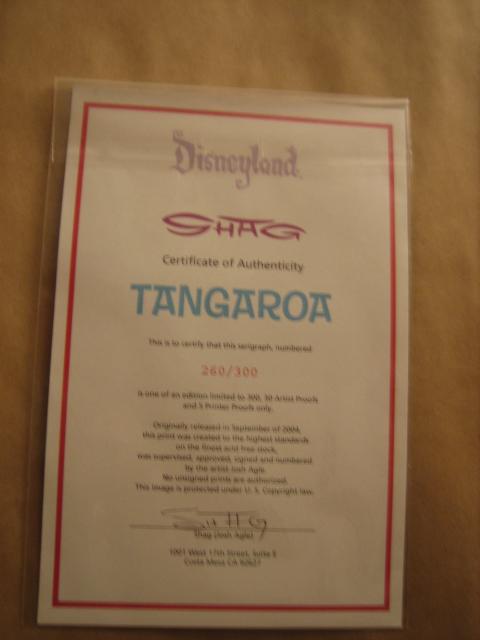 Disneyland
SHAG
Certificate of Authenticity
TANGAROA
This is to certify that this serigraph, numbered
260/300
is one of an edition limited to 300, 30 Artist Proofs
and 5 Printer Proofs only.
Originally released in September of 2004,
this print was created to the highest standards
on the finest acid free stock,
was supervised, approved, signed and numbered
by the artist Josh Agle.
No unsigned prints are authorized.
This image is protected under U. S. Copyright law.
SHAG
Shag (Josh Agle)
1001 West 17th Street, Suite E
Costa Mesa CA 92627